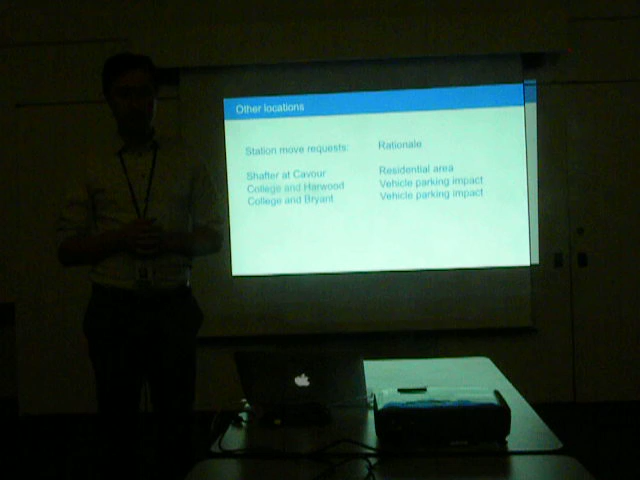 Other locations
Station move requests: Rationale
Shafter at Cavour Residential area
College and Harwood Vehicle parking impact
College and Bryant Vehicle parking impact